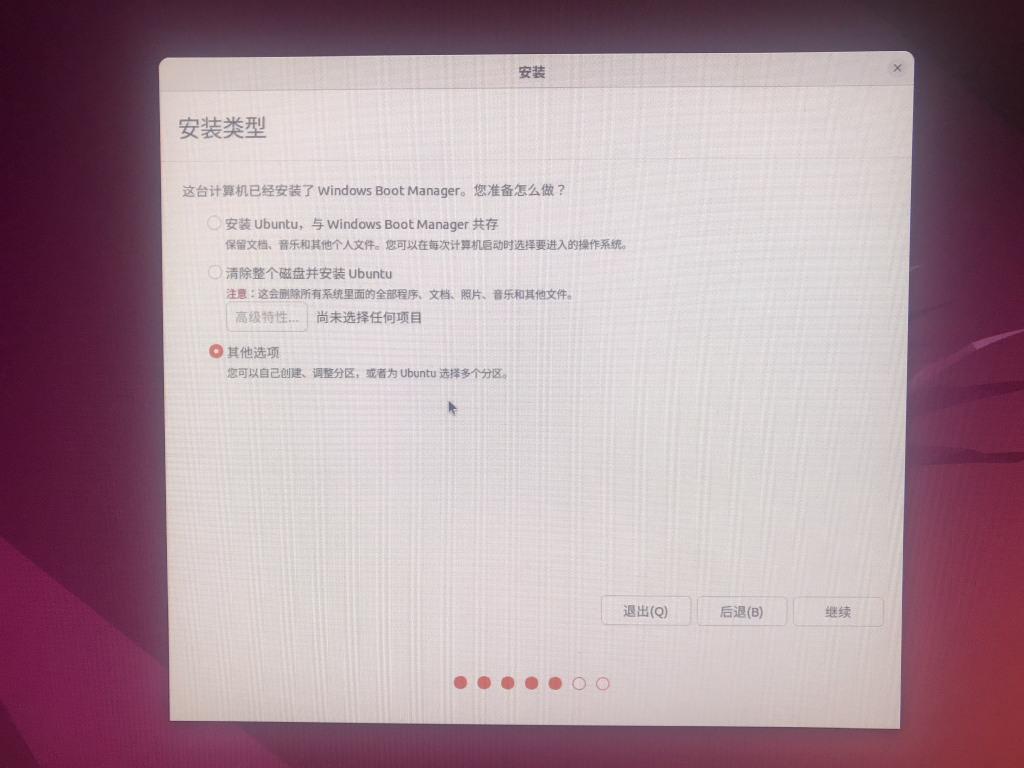 安装
安装类型
这台计算机已经安装了 Windows Boot Manager。您准备怎么做？
安装 Ubuntu，与 Windows Boot Manager 共存
保留文档、音乐和其他个人文件。您可以在每次计算机启动时选择要进入的操作系统。
清除整个磁盘并安装 Ubuntu
注意：这会删除所有系统里面的全部程序、文档、照片、音乐和其他文件。
高级特性... 尚未选择任何项目
其他选项
您可以自己创建、调整分区，或者为 Ubuntu 选择多个分区。
退出(Q) 后退(B) 继续